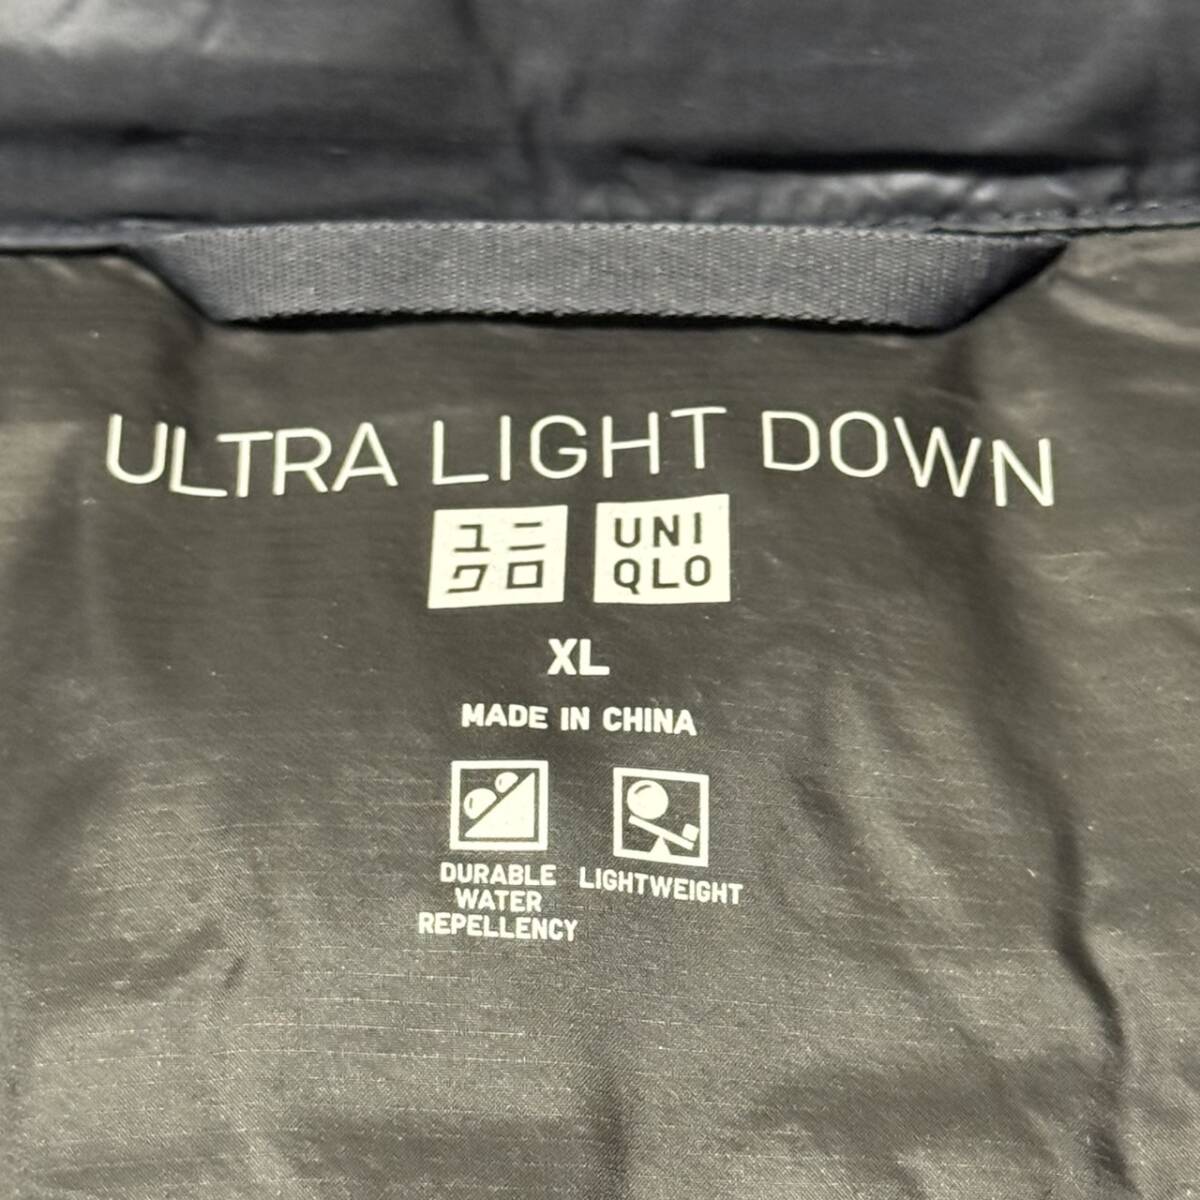 ULTRA LIGHT DOWN
ユニ
クロ
UNI
QLO
XL
MADE IN CHINA
DURABLE
WATER
REPELLENCY
LIGHTWEIGHT